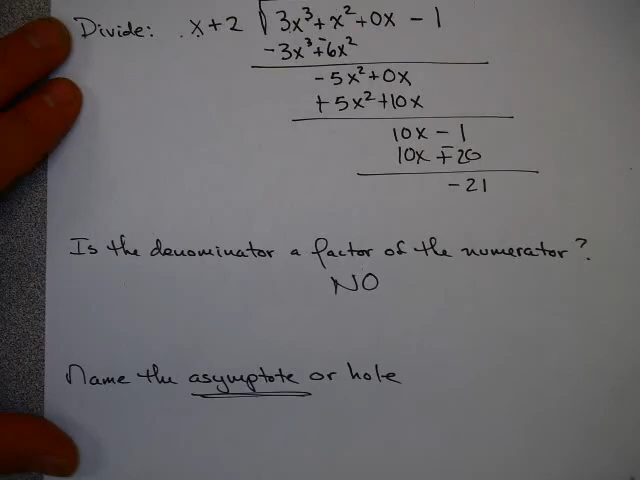 Divide: x + 2 3x³ + x² + 0x - 1
-3x³ + 6x²
-5x² + 0x
+ 5x² + 10x
10x - 1
10x + 20
-21
Is the denominator a factor of the numerator?
NO
Name the asymptote or hole